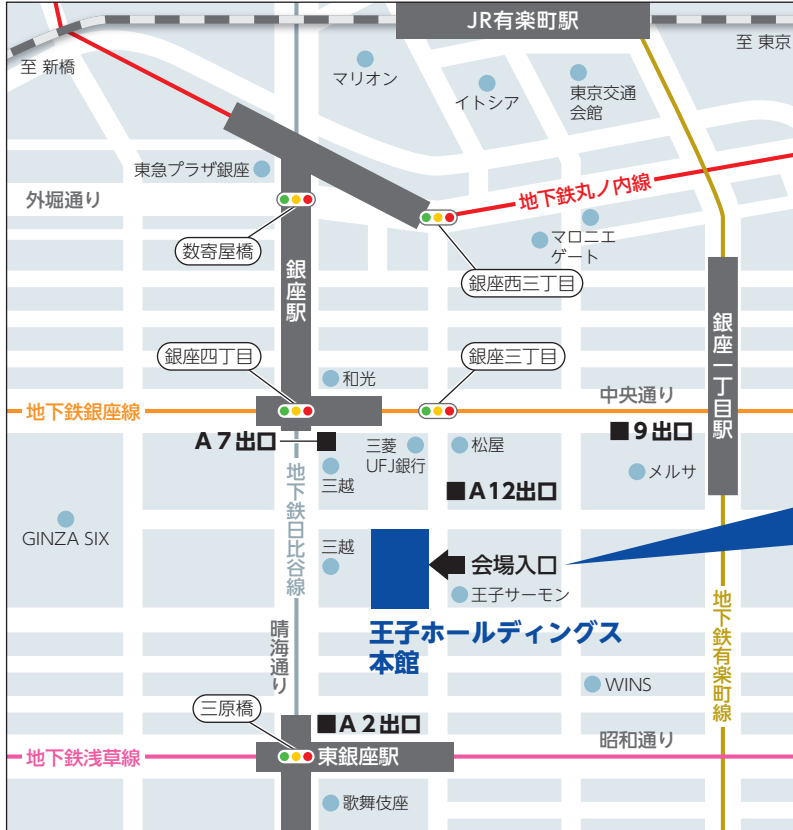 JR有楽町駅
至 新橋
至 東京
マリオン
イトシア
東京交通
会館
東急プラザ銀座
外堀通り
地下鉄丸ノ内線
数寄屋橋
マロニエ
ゲート
銀座駅
銀座西三丁目
銀座一丁目駅
銀座四丁目
銀座三丁目
和光
中央通り
地下鉄銀座線
A7出口
三菱
UFJ銀行
松屋
9出口
三越
メルサ
A12出口
地下鉄日比谷線
GINZA SIX
三越
会場入口
王子サーモン
地下鉄有楽町線
王子ホールディングス
本館
晴海通り
WINS
三原橋
A2出口
昭和通り
地下鉄浅草線
東銀座駅
歌舞伎座